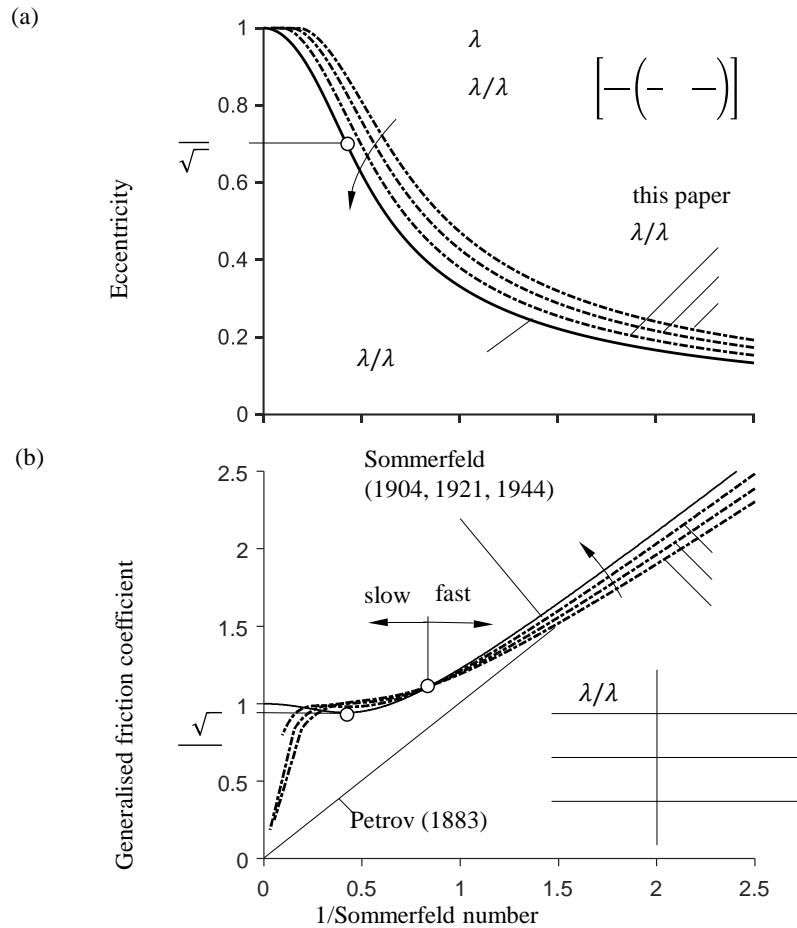 (a)
1
0.8
0.6
0.4
0.2
0
√
Eccentricity
λ
λ/λ
[—(— —)]
this paper
λ/λ
λ/λ
(b)
2.5
2
1.5
1
0.5
0
√
Generalised friction coefficient
Sommerfeld
(1904, 1921, 1944)
slow
fast
λ/λ
Petrov (1883)
0
0.5
1
1.5
2
2.5
1/Sommerfeld number